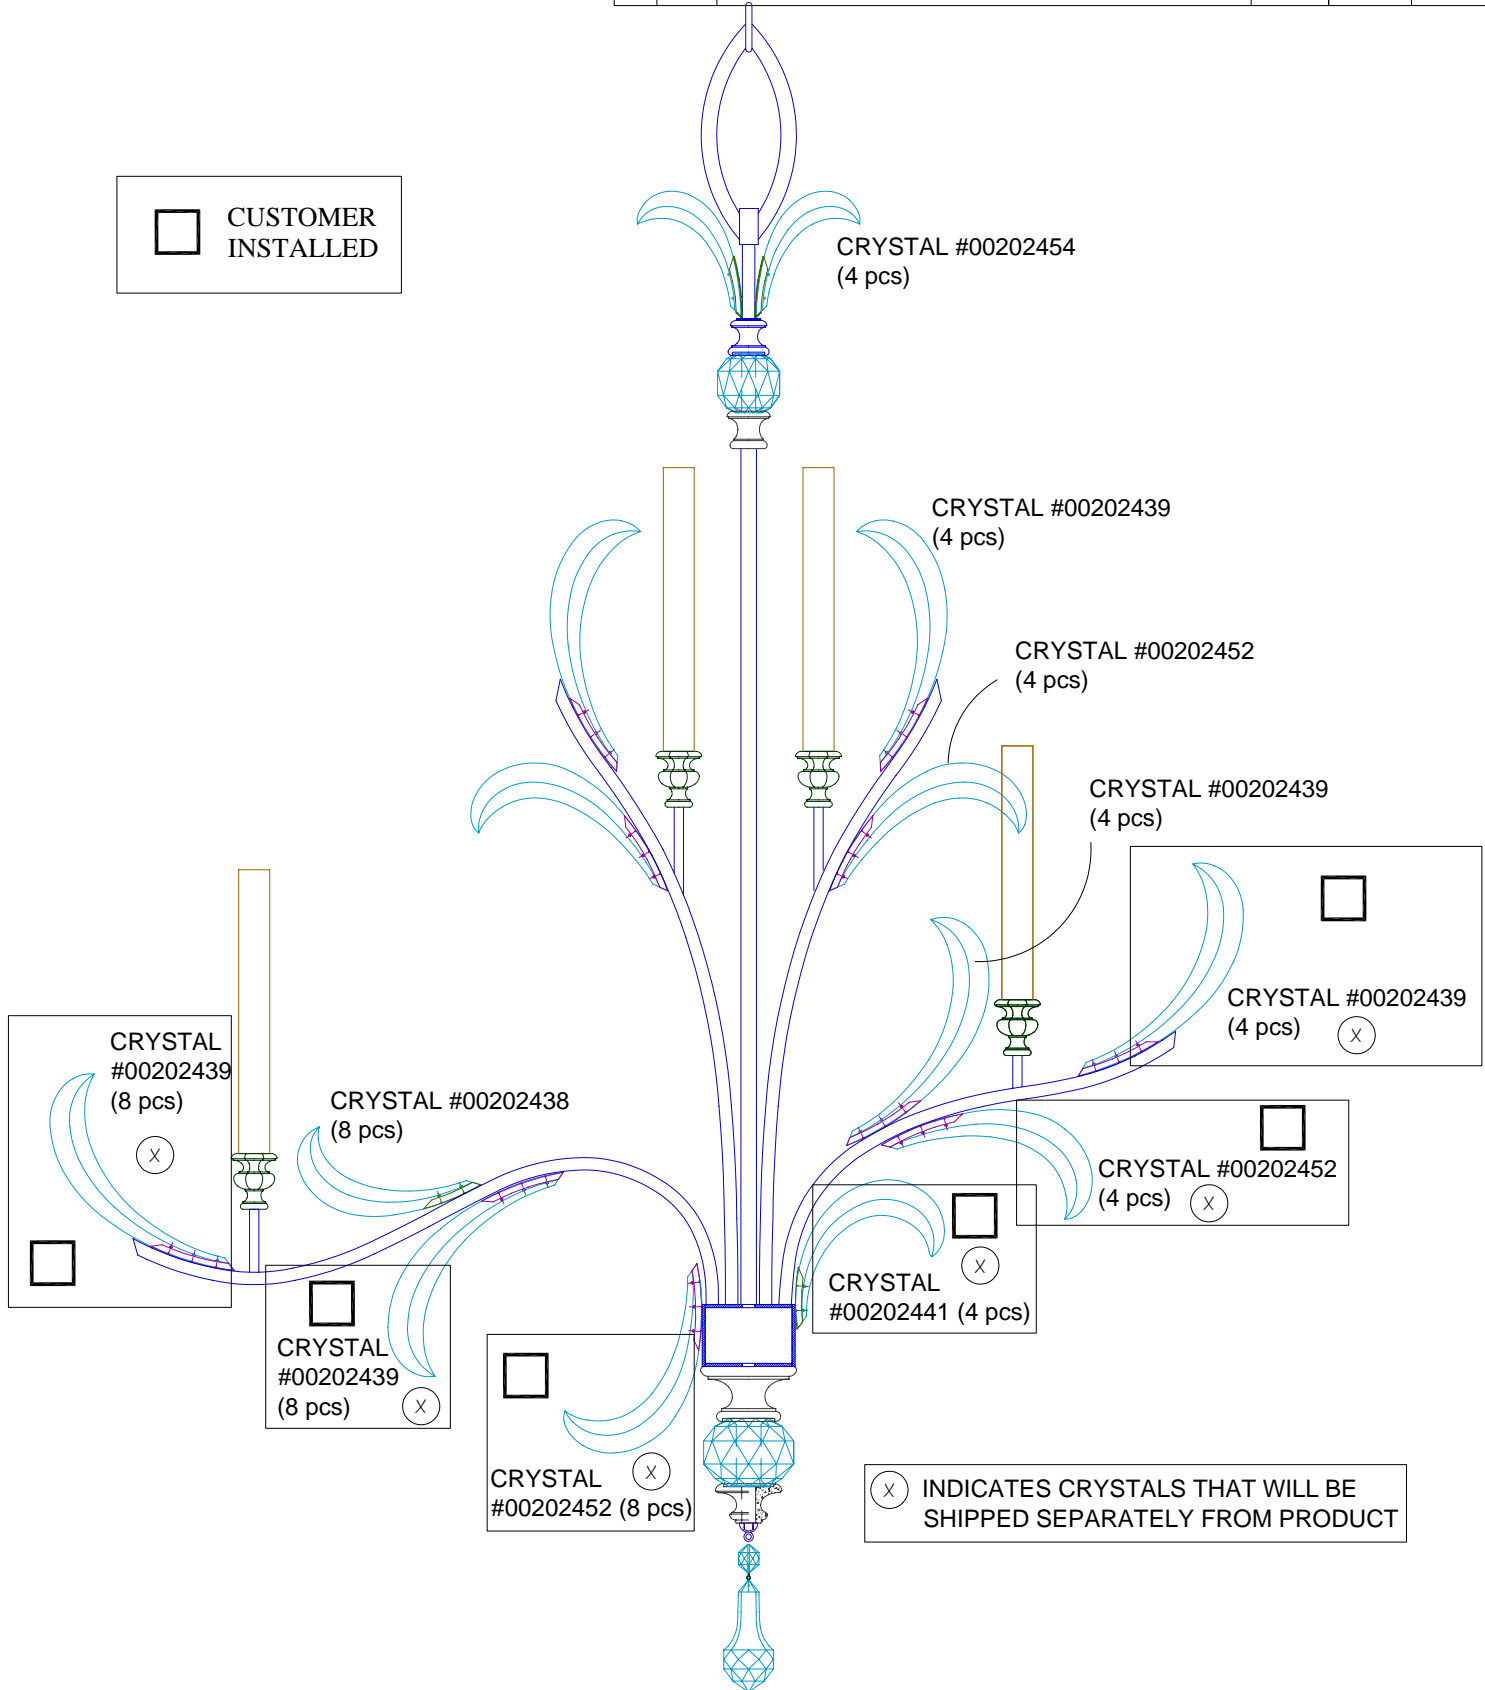 CUSTOMER
INSTALLED
CRYSTAL #00202454
(4 pcs)
CRYSTAL #00202439
(4 pcs)
CRYSTAL #00202452
(4 pcs)
CRYSTAL #00202439
(4 pcs)
CRYSTAL #00202439
(4 pcs)
X
CRYSTAL
#00202439
(8 pcs)
X
CRYSTAL #00202438
(8 pcs)
CRYSTAL #00202452
(4 pcs)
X
CRYSTAL
#00202441 (4 pcs)
X
CRYSTAL
#00202439
(8 pcs)
X
CRYSTAL
#00202452 (8 pcs)
X
X INDICATES CRYSTALS THAT WILL BE
SHIPPED SEPARATELY FROM PRODUCT